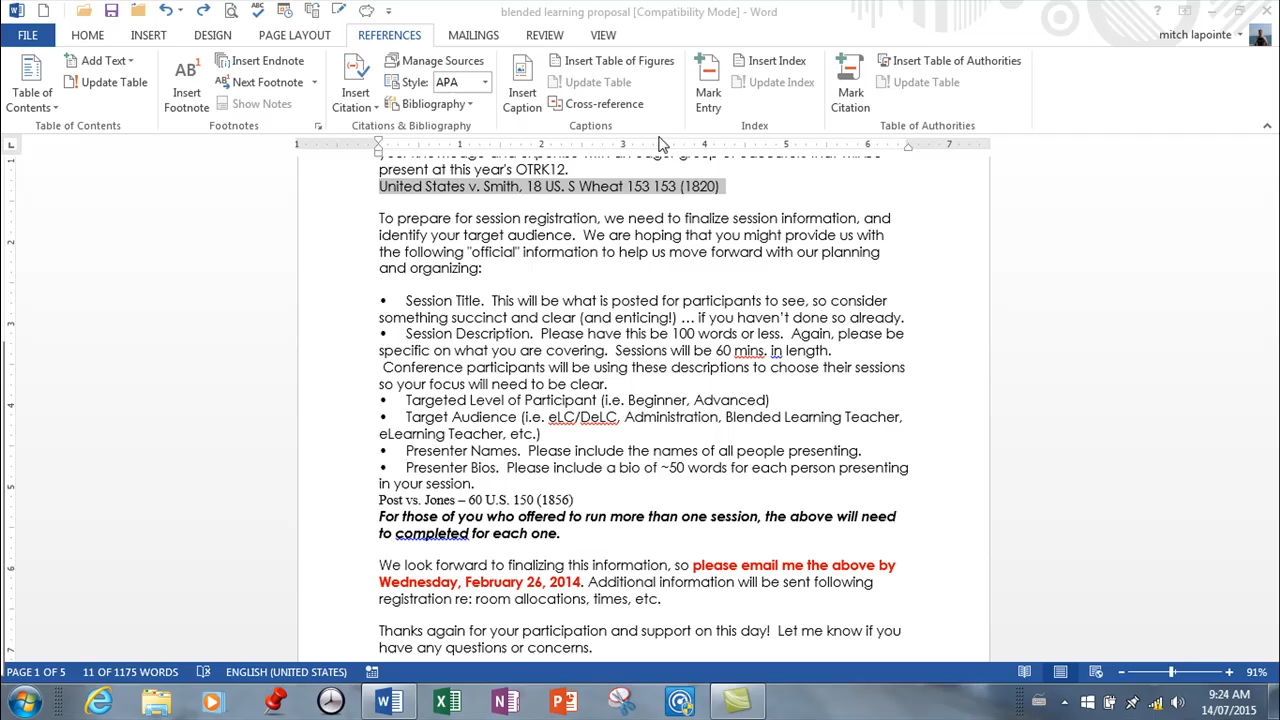 blended learning proposal [Compatibility Mode] - Word
FILE HOME INSERT DESIGN PAGE LAYOUT REFERENCES MAILINGS REVIEW VIEW mitch lapointe
Table of Contents
Add Text
Update Table
Table of Contents
AB1 Insert Footnote
Insert Endnote
Next Footnote
Show Notes
Footnotes
Insert Citation
Manage Sources
Style: APA
Bibliography
Citations & Bibliography
Insert Caption
Insert Table of Figures
Update Table
Cross-reference
Captions
Mark Entry
Insert Index
Update Index
Index
Mark Citation
Insert Table of Authorities
Update Table
Table of Authorities
1 1 2 3 4 5 6 7
present at this year's OTRK12.
United States v. Smith, 18 US. S Wheat 153 153 (1820)
To prepare for session registration, we need to finalize session information, and
identify your target audience.  We are hoping that you might provide us with
the following "official" information to help us move forward with our planning
and organizing:
• Session Title.  This will be what is posted for participants to see, so consider
something succinct and clear (and enticing!) … if you haven't done so already.
• Session Description.  Please have this be 100 words or less.  Again, please be
specific on what you are covering.  Sessions will be 60 mins. in length.
Conference participants will be using these descriptions to choose their sessions
so your focus will need to be clear.
• Targeted Level of Participant (i.e. Beginner, Advanced)
• Target Audience (i.e. eLC/DeLC, Administration, Blended Learning Teacher,
eLearning Teacher, etc.)
• Presenter Names.  Please include the names of all people presenting.
• Presenter Bios.  Please include a bio of ~50 words for each person presenting
in your session.
Post vs. Jones – 60 U.S. 150 (1856)
For those of you who offered to run more than one session, the above will need
to completed for each one.
We look forward to finalizing this information, so please email me the above by
Wednesday, February 26, 2014. Additional information will be sent following
registration re: room allocations, times, etc.
Thanks again for your participation and support on this day!  Let me know if you
have any questions or concerns.
PAGE 1 OF 5 11 OF 1175 WORDS ENGLISH (UNITED STATES) 91%
9:24 AM
14/07/2015